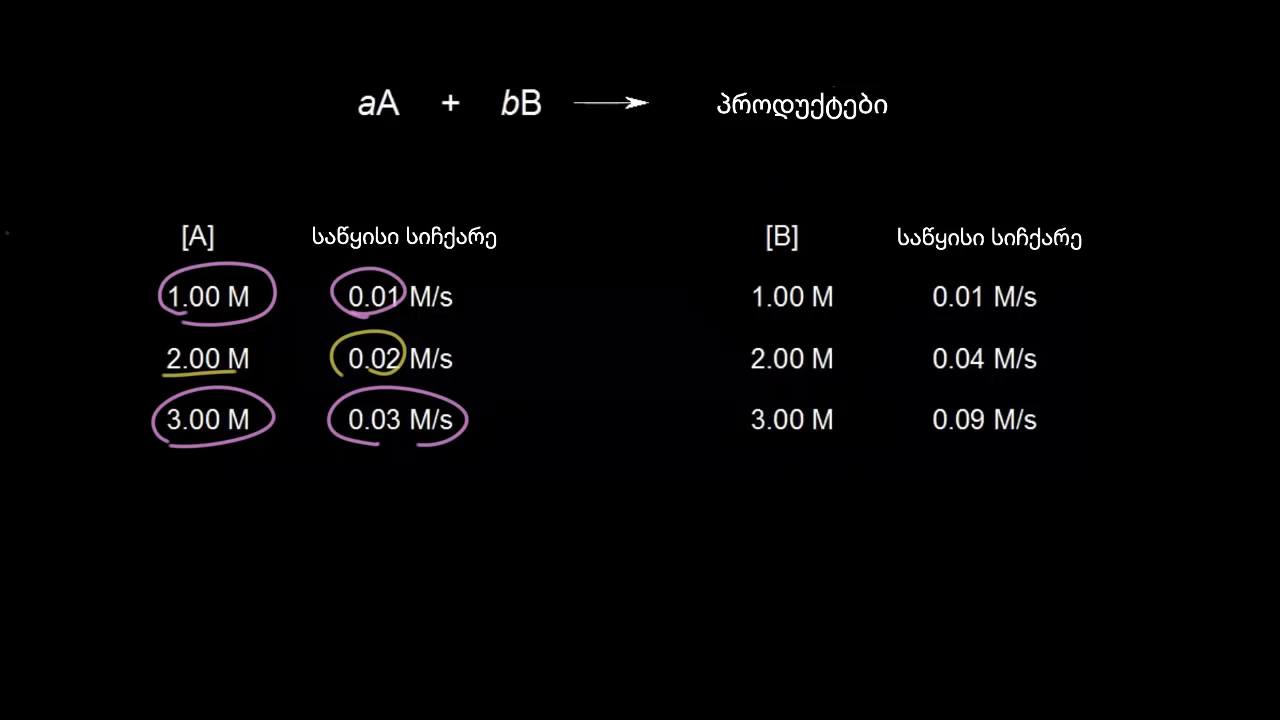 aA + bB → პროდუქტები
[A] საწყისი სიჩქარე [B] საწყისი სიჩქარე
1.00 M 0.01 M/s 1.00 M 0.01 M/s
2.00 M 0.02 M/s 2.00 M 0.04 M/s
3.00 M 0.03 M/s 3.00 M 0.09 M/s